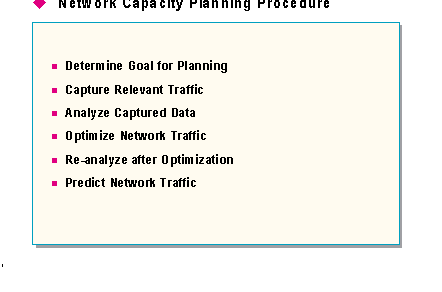 Network Capacity Planning Procedure
Determine Goal for Planning
Capture Relevant Traffic
Analyze Captured Data
Optimize Network Traffic
Re-analyze after Optimization
Predict Network Traffic